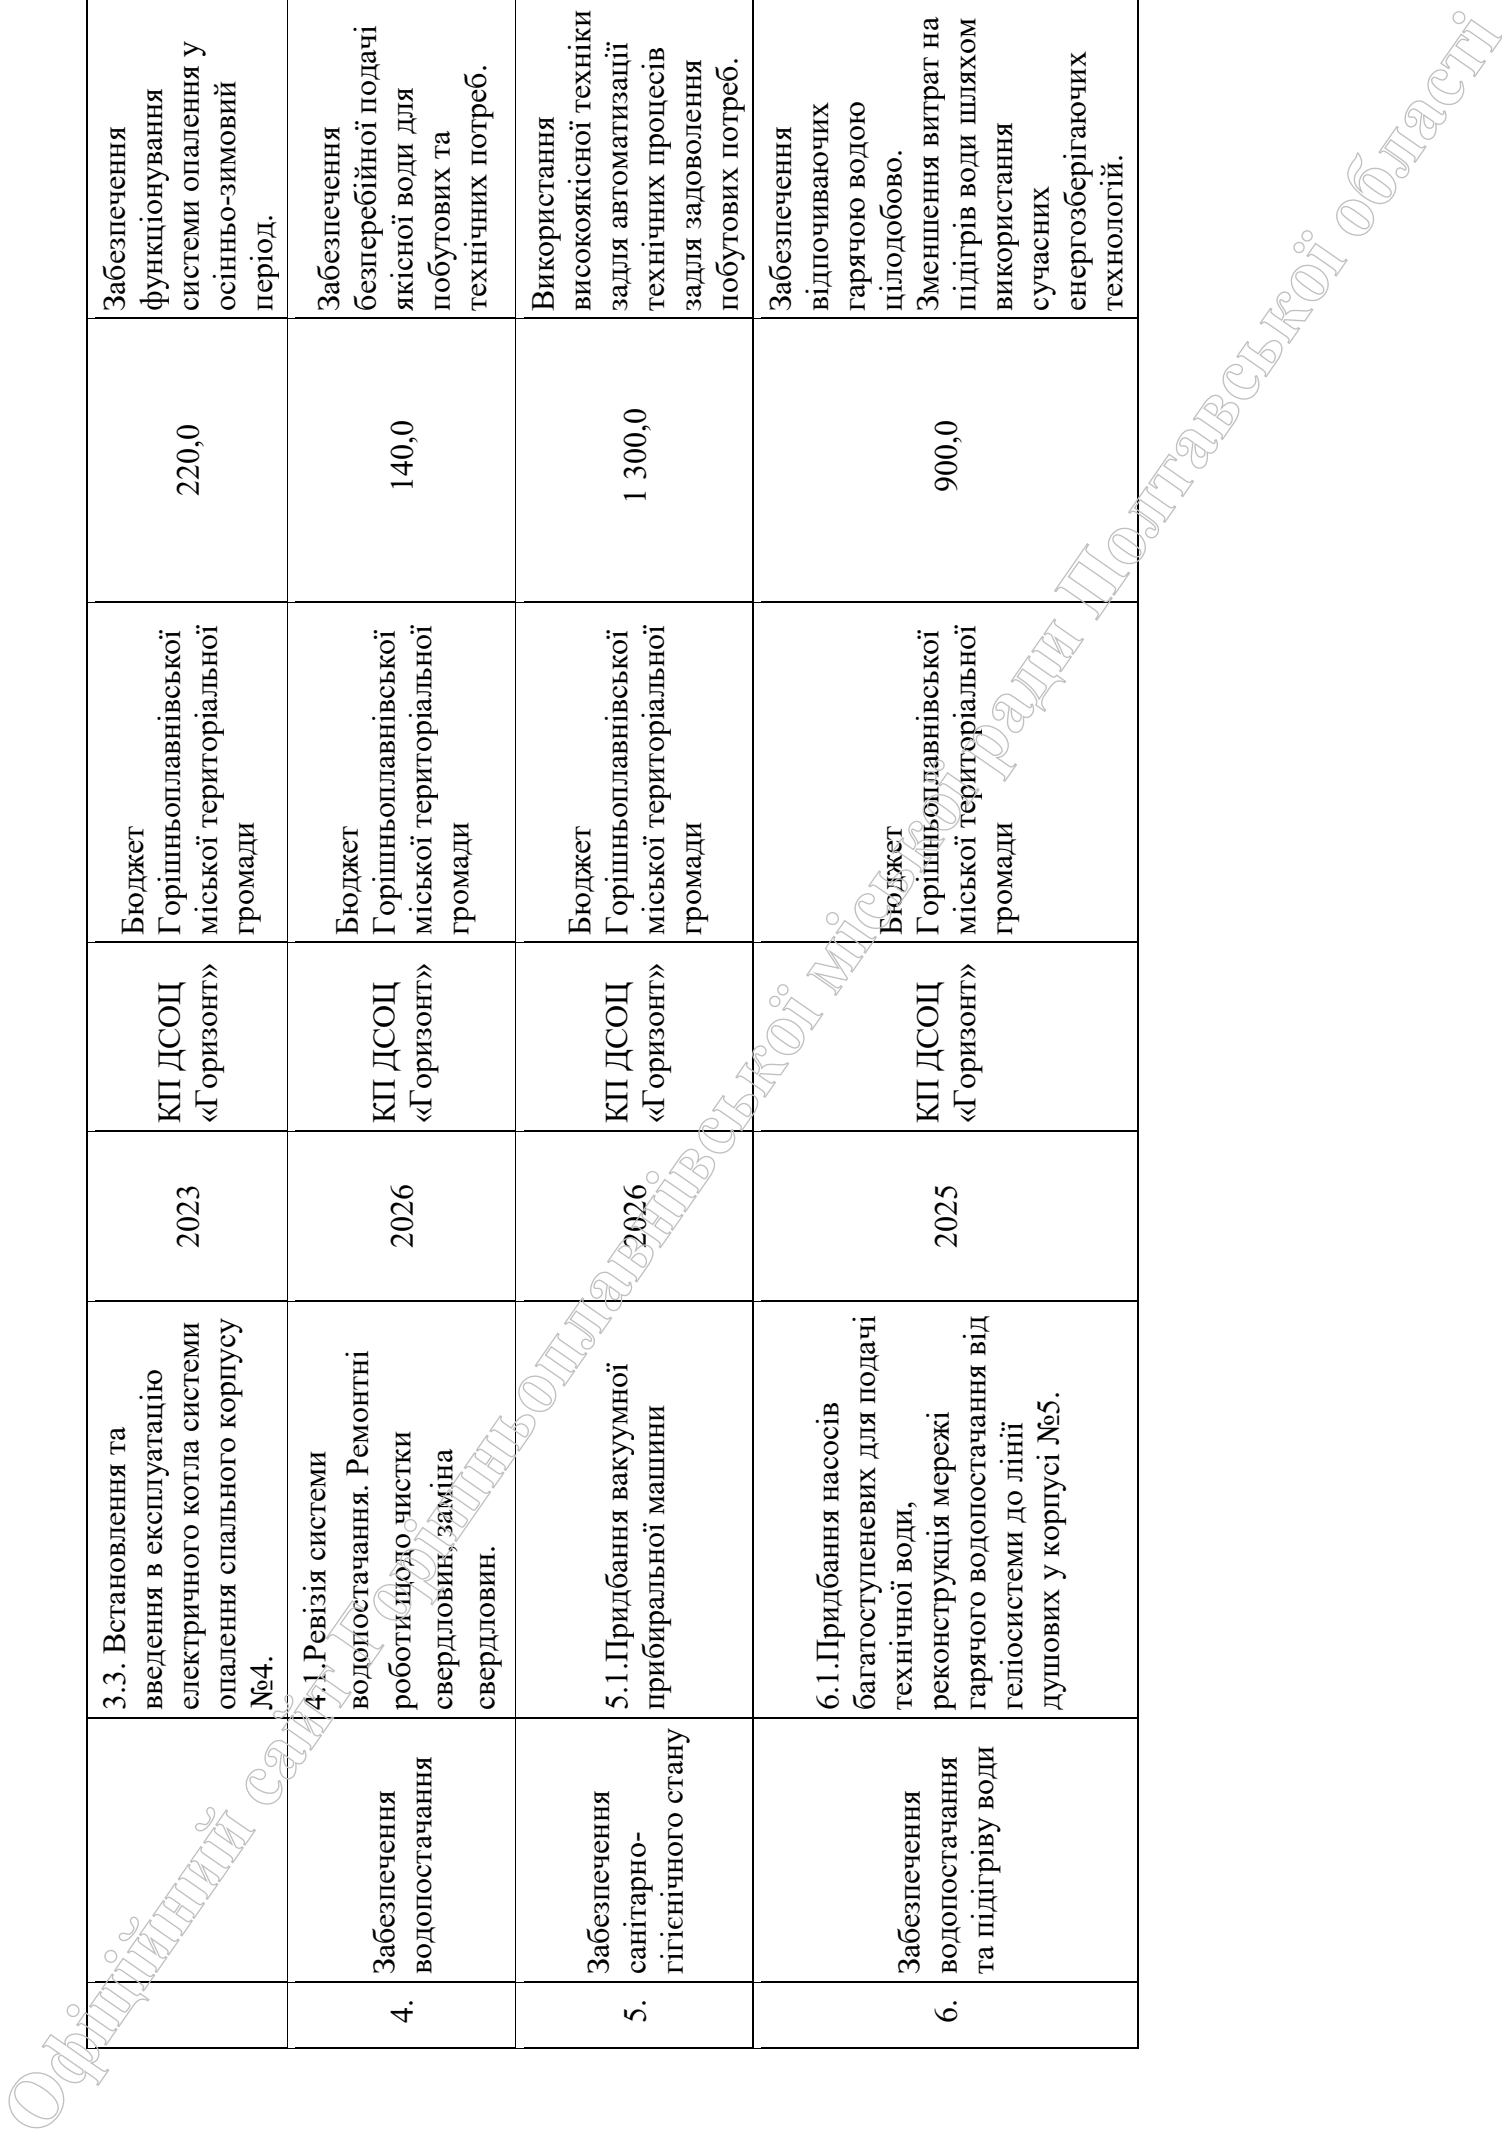 3.3. Встановлення та
введення в експлуатацію
електричного котла системи
опалення спального корпусу
№4.
2023
КП ДСОЦ
«Горизонт»
Бюджет
Горішньоплавнівської
міської територіальної
громади
220,0
Забезпечення
функціонування
системи опалення у
осінньо-зимовий
період.
4.
Забезпечення
водопостачання
4.1.Ревізія системи
водопостачання. Ремонтні
роботи щодо чистки
свердловин, заміна
свердловин.
2026
КП ДСОЦ
«Горизонт»
Бюджет
Горішньоплавнівської
міської територіальної
громади
140,0
Забезпечення
безперебійної подачі
якісної води для
побутових та
технічних потреб.
5.
Забезпечення
санітарно-
гігієнічного стану
5.1.Придбання вакуумної
прибиральної машини
2026
КП ДСОЦ
«Горизонт»
Бюджет
Горішньоплавнівської
міської територіальної
громади
1 300,0
Використання
високоякісної техніки
задля автоматизації
технічних процесів
задля задоволення
побутових потреб.
6.
Забезпечення
водопостачання
та підігріву води
6.1.Придбання насосів
багатоступеневих для подачі
технічної води,
реконструкція мережі
гарячого водопостачання від
геліосистеми до лінії
душових у корпусі №5.
2025
КП ДСОЦ
«Горизонт»
Бюджет
Горішньоплавнівської
міської територіальної
громади
900,0
Забезпечення
відпочиваючих
гарячою водою
цілодобово.
Зменшення витрат на
підігрів води шляхом
використання
сучасних
енергозберігаючих
технологій.
Офіційний сайт Горішньоплавнівської міської ради Полтавської області